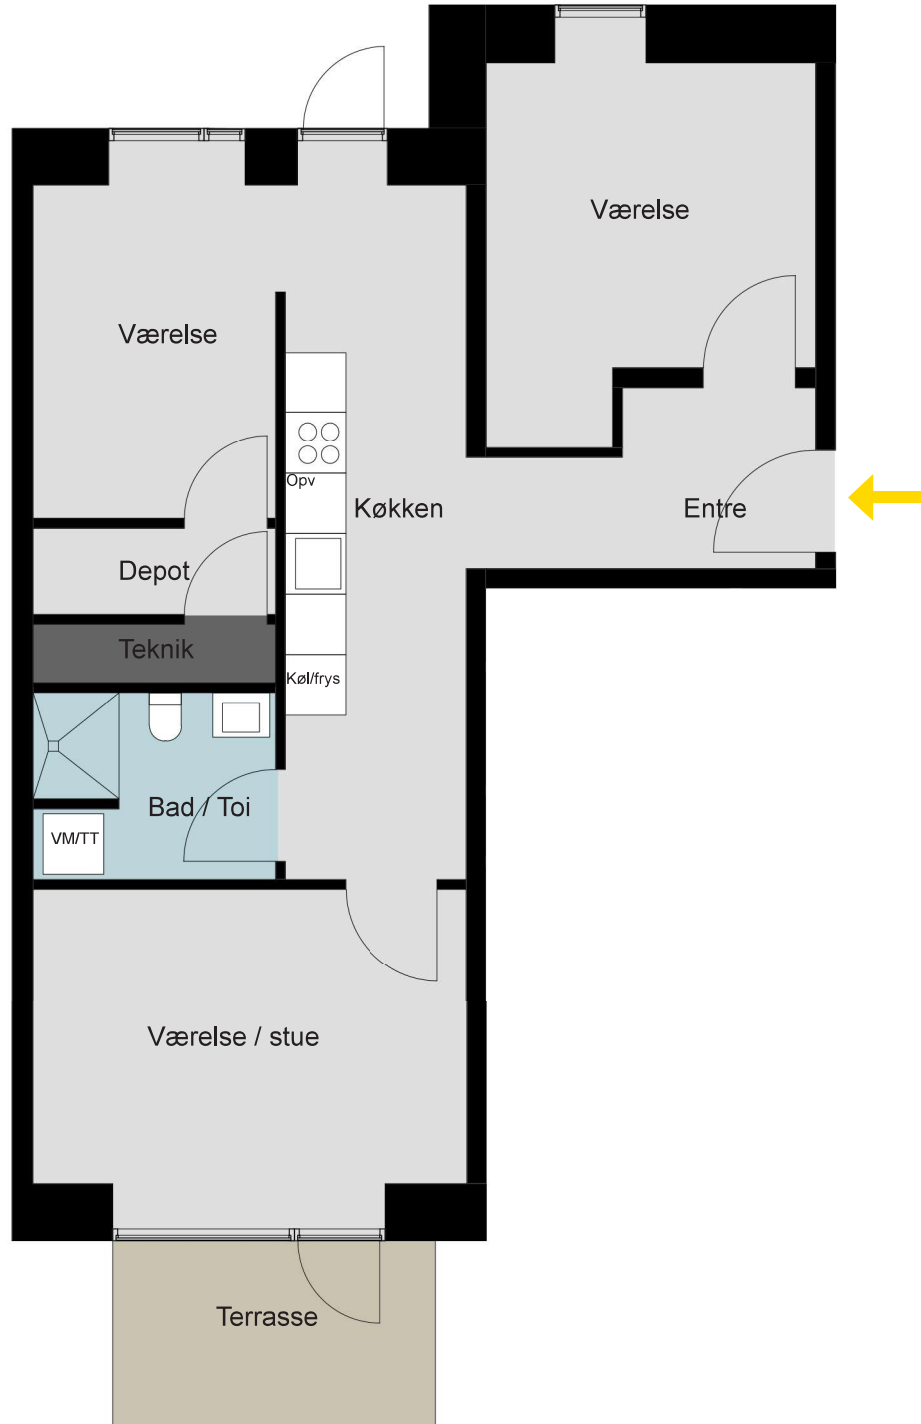 Værelse
Værelse
Opv
Køkken
Entre
Depot
Teknik
Køl/frys
Bad / Toi
VM/TT
Værelse / stue
Terrasse